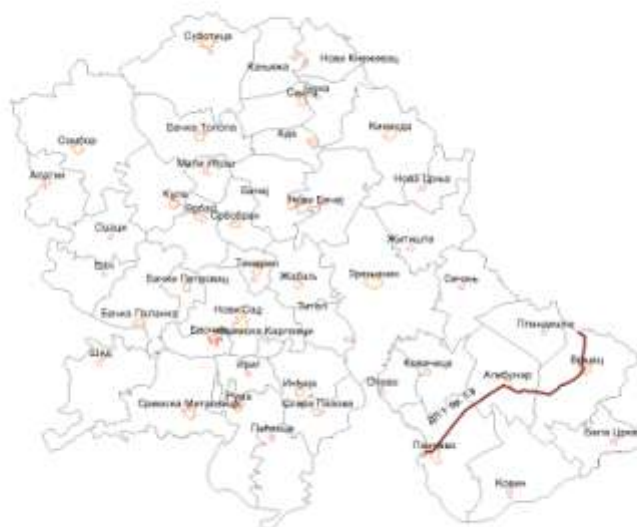 Суботица
Кањижа
Нови Кнежевац
Сента
Чока
Сомбор
Бачка Топола
Ада
Кикинда
Апатин
Мали Иђош
Нова Црња
Кула
Врбас
Србобран
Бечеј
Нови Бечеј
Оџаци
Житиште
Бач
Бачки Петровац
Темерин
Жабаљ
Зрењанин
Сечањ
Бачка Паланка
Нови Сад
Тител
Пландиште
Беочин
Сремски Карловци
Шид
Ириг
Ковачица
Алибунар
Вршац
Сремска Митровица
Рума
Инђија
Стара Пазова
Опово
Пећинци
Панчево
Бела Црква
Ковин